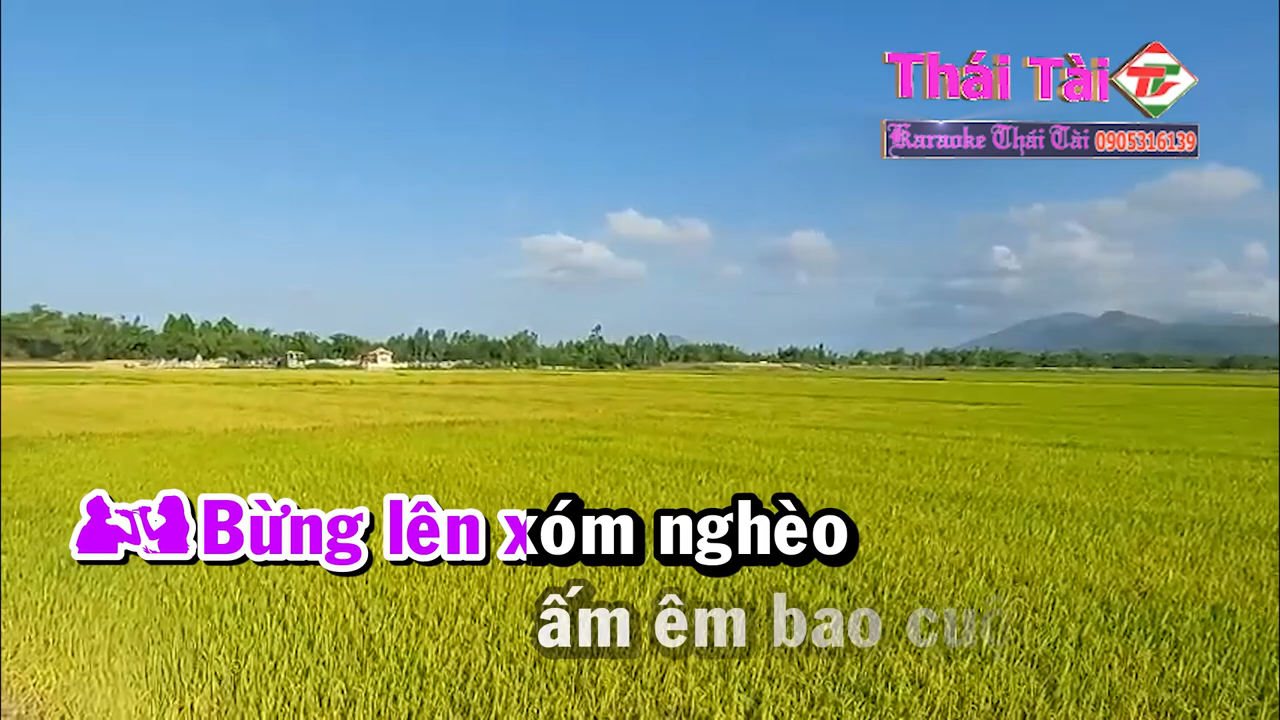 Thái Tài
Karaoke Thái Tài 0905316139
Bừng lên xóm nghèo
ấm êm bao